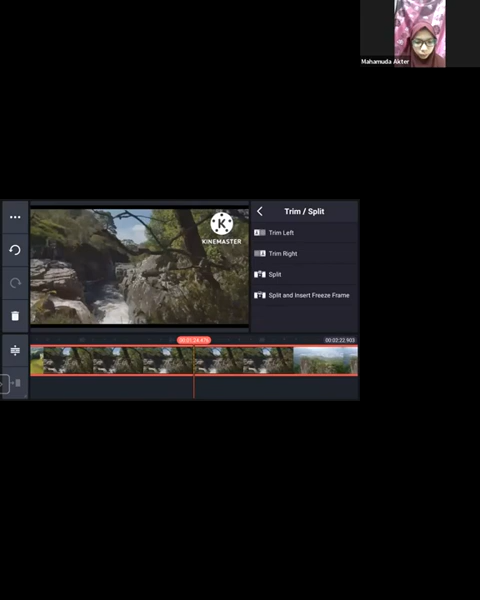 Mahamuda Akter
Trim / Split
Trim Left
K
KINEMASTER
Trim Right
Split
Split and Insert Freeze Frame
00:02:22.903